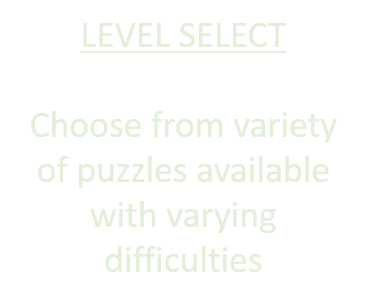 LEVEL SELECT
Choose from variety
of puzzles available
with varying
difficulties